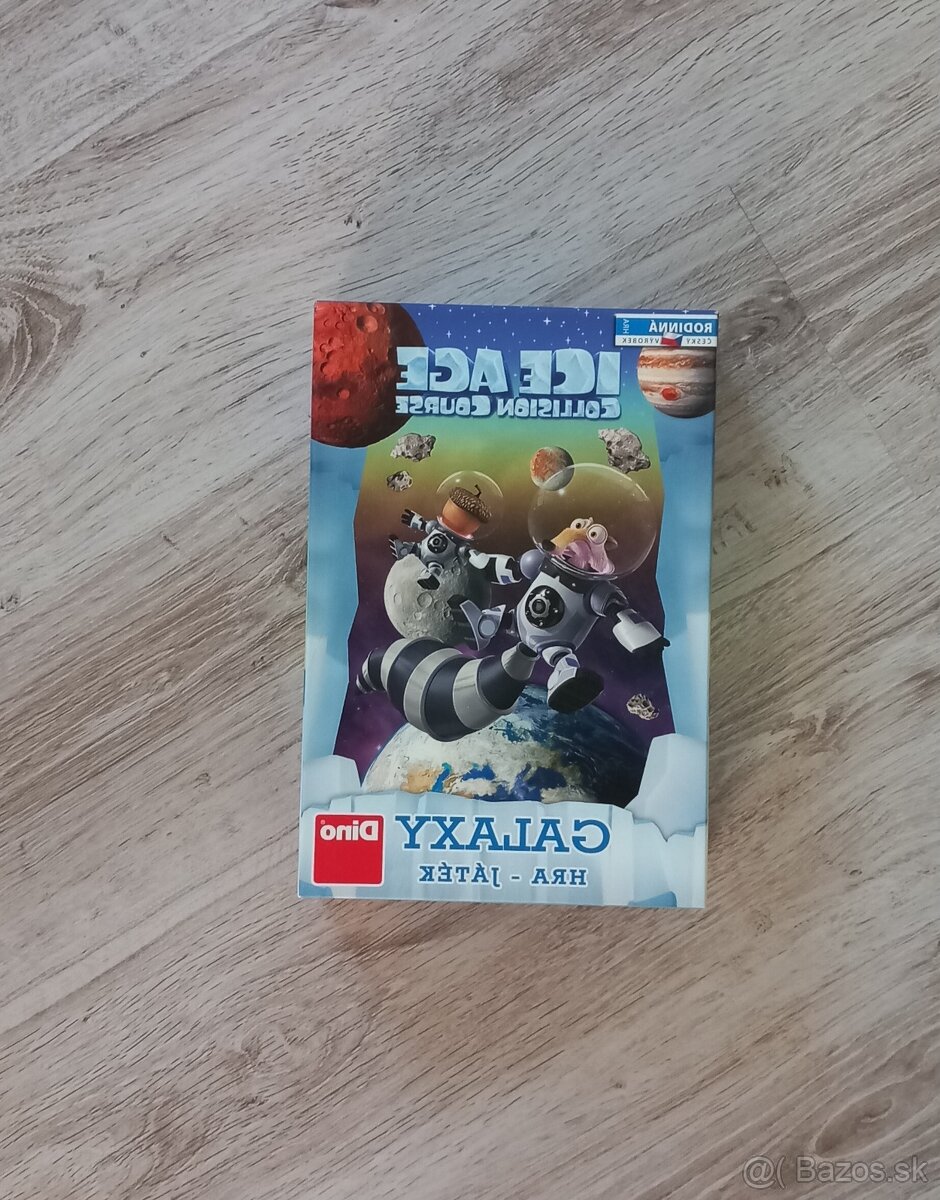 RODINNÁ
HRA
ČESKÝ VÝROBEK
ICE AGE
COLLISION COURSE
GALAXY
HRA - JÁTÉK
Dino
@( Bazos.sk